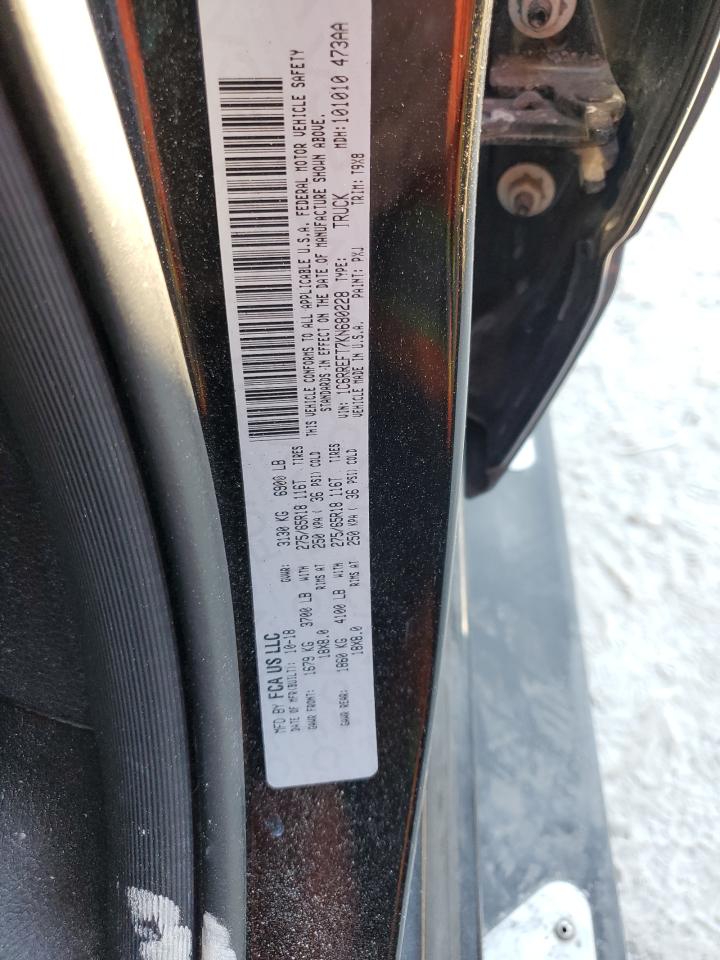 MFD BY FCA US LLC
DATE OF MFR(BUILT): 10-18 GVWR: 3130 KG 6900 LB
GAWR FRONT: 1679 KG 3700 LB WITH 275/65R18 116T TIRES
18X8.0 RIMS AT 250 KPA ( 36 PSI) COLD
GAWR REAR: 1860 KG 4100 LB WITH 275/65R18 116T TIRES
18X8.0 RIMS AT 250 KPA ( 36 PSI) COLD
THIS VEHICLE CONFORMS TO ALL APPLICABLE U.S.A. FEDERAL MOTOR VEHICLE SAFETY
STANDARDS IN EFFECT ON THE DATE OF MANUFACTURE SHOWN ABOVE.
VIN: 1C6RREFT7KN680228 TYPE: TRUCK MDH:101010 473AA
VEHICLE MADE IN U.S.A. PAINT: PXJ TRIM: T9X8